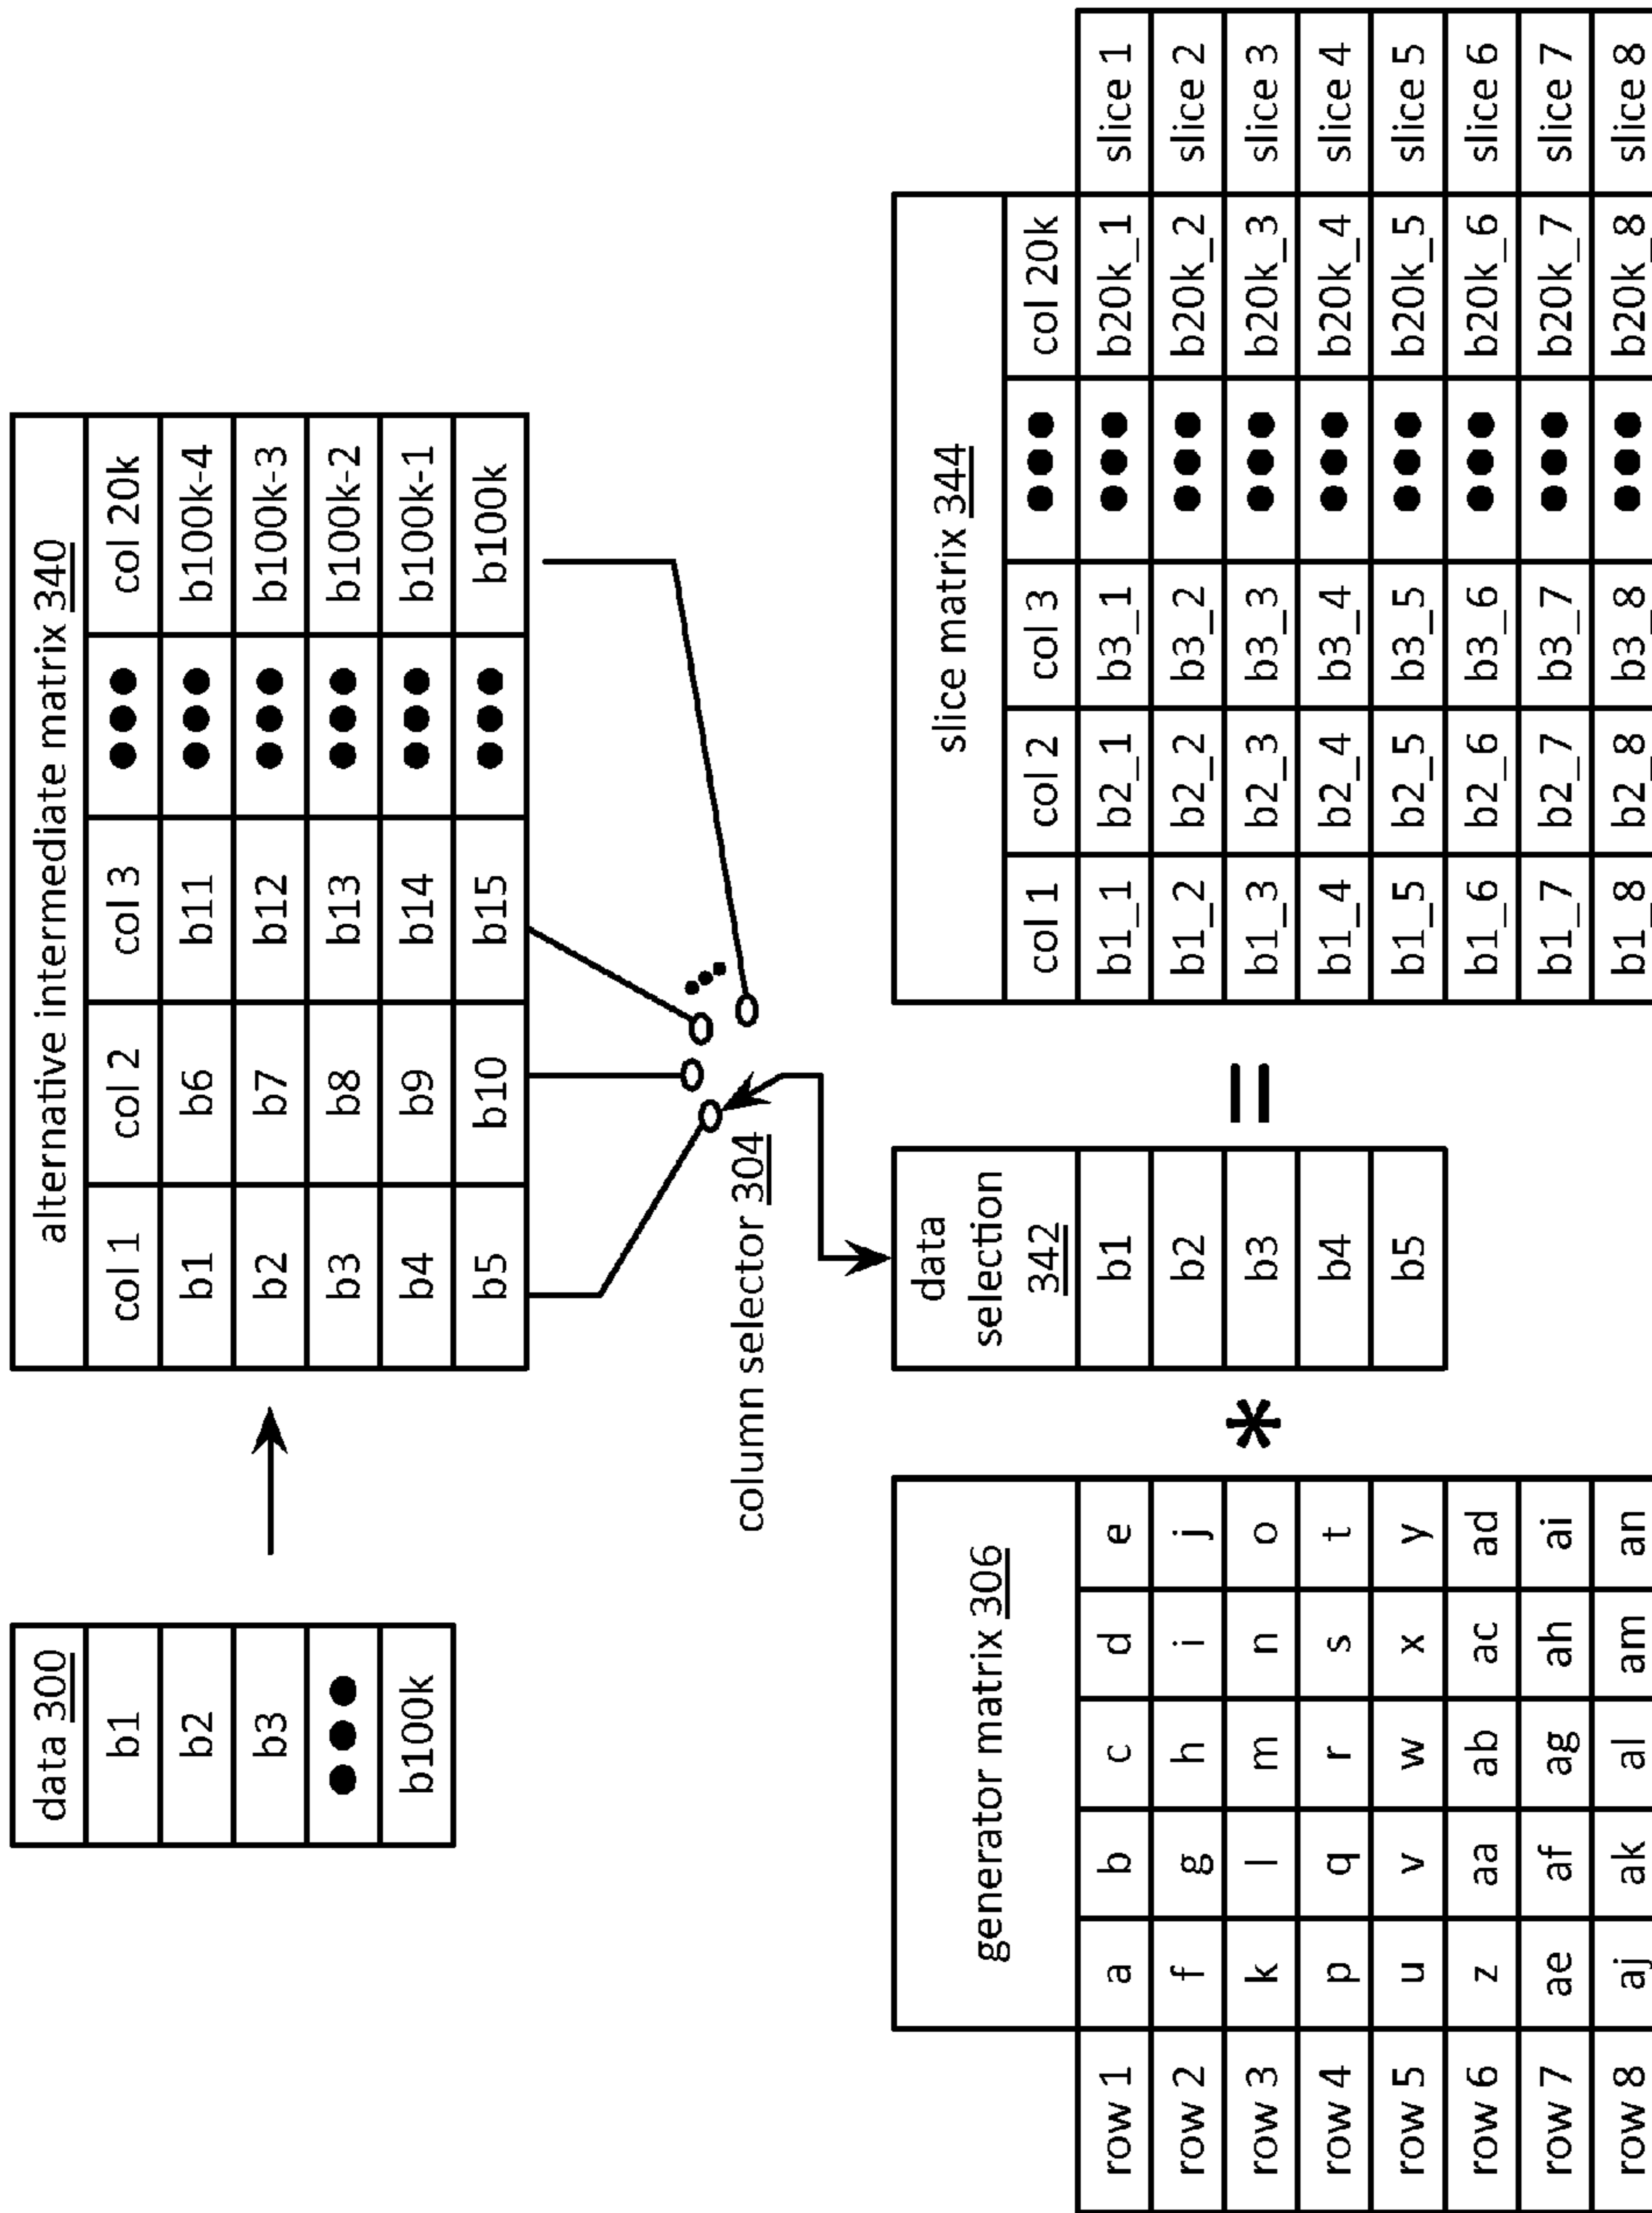 data 300
b1
b2
b3
●●●
b100k
alternative intermediate matrix 340
col 1 col 2 col 3 ●●● col 20k
b1 b6 b11 ●●● b100k-4
b2 b7 b12 ●●● b100k-3
b3 b8 b13 ●●● b100k-2
b4 b9 b14 ●●● b100k-1
b5 b10 b15 ●●● b100k
column selector 304
generator matrix 306
row 1 a b c d e
row 2 f g h i j
row 3 k l m n o
row 4 p q r s t
row 5 u v w x y
row 6 z aa ab ac ad
row 7 ae af ag ah ai
row 8 aj ak al am an
*
data
selection
342
b1
b2
b3
b4
b5
=
slice matrix 344
col 1 col 2 col 3 ●●● col 20k
b1_1 b2_1 b3_1 ●●● b20k_1 slice 1
b1_2 b2_2 b3_2 ●●● b20k_2 slice 2
b1_3 b2_3 b3_3 ●●● b20k_3 slice 3
b1_4 b2_4 b3_4 ●●● b20k_4 slice 4
b1_5 b2_5 b3_5 ●●● b20k_5 slice 5
b1_6 b2_6 b3_6 ●●● b20k_6 slice 6
b1_7 b2_7 b3_7 ●●● b20k_7 slice 7
b1_8 b2_8 b3_8 ●●● b20k_8 slice 8